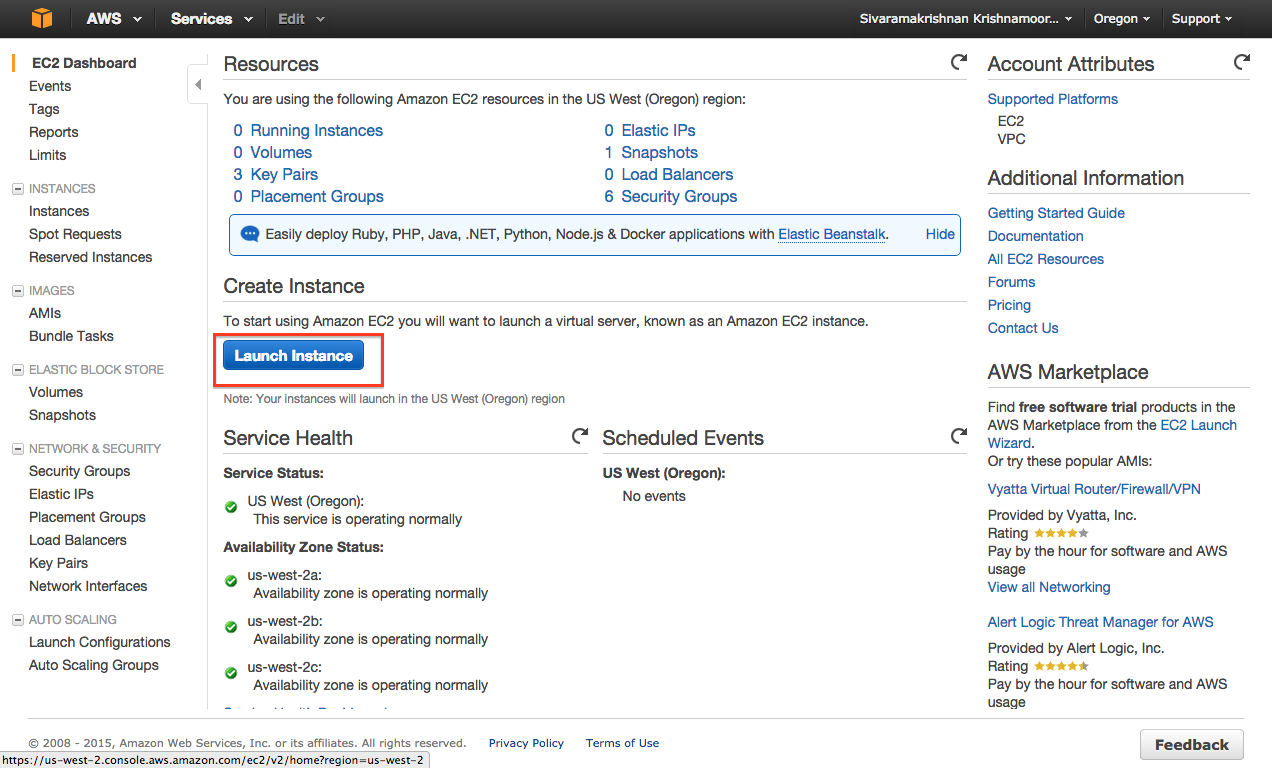 AWS Services Edit Sivaramakrishnan Krishnamoor... Oregon Support
EC2 Dashboard
Events
Tags
Reports
Limits
INSTANCES
Instances
Spot Requests
Reserved Instances
IMAGES
AMIs
Bundle Tasks
ELASTIC BLOCK STORE
Volumes
Snapshots
NETWORK & SECURITY
Security Groups
Elastic IPs
Placement Groups
Load Balancers
Key Pairs
Network Interfaces
AUTO SCALING
Launch Configurations
Auto Scaling Groups
Resources
You are using the following Amazon EC2 resources in the US West (Oregon) region:
0 Running Instances
0 Volumes
3 Key Pairs
0 Placement Groups
0 Elastic IPs
1 Snapshots
0 Load Balancers
6 Security Groups
Easily deploy Ruby, PHP, Java, .NET, Python, Node.js & Docker applications with Elastic Beanstalk. Hide
Create Instance
To start using Amazon EC2 you will want to launch a virtual server, known as an Amazon EC2 instance.
Launch Instance
Note: Your instances will launch in the US West (Oregon) region
Service Health
Service Status:
US West (Oregon):
This service is operating normally
Availability Zone Status:
us-west-2a:
Availability zone is operating normally
us-west-2b:
Availability zone is operating normally
us-west-2c:
Availability zone is operating normally
Scheduled Events
US West (Oregon):
No events
Account Attributes
Supported Platforms
EC2
VPC
Additional Information
Getting Started Guide
Documentation
All EC2 Resources
Forums
Pricing
Contact Us
AWS Marketplace
Find free software trial products in the
AWS Marketplace from the EC2 Launch
Wizard.
Or try these popular AMIs:
Vyatta Virtual Router/Firewall/VPN
Provided by Vyatta, Inc.
Rating
Pay by the hour for software and AWS
usage
View all Networking
Alert Logic Threat Manager for AWS
Provided by Alert Logic, Inc.
Rating
Pay by the hour for software and AWS
usage
© 2008 - 2015, Amazon Web Services, Inc. or its affiliates. All rights reserved. Privacy Policy Terms of Use
Feedback
https://us-west-2.console.aws.amazon.com/ec2/v2/home?region=us-west-2